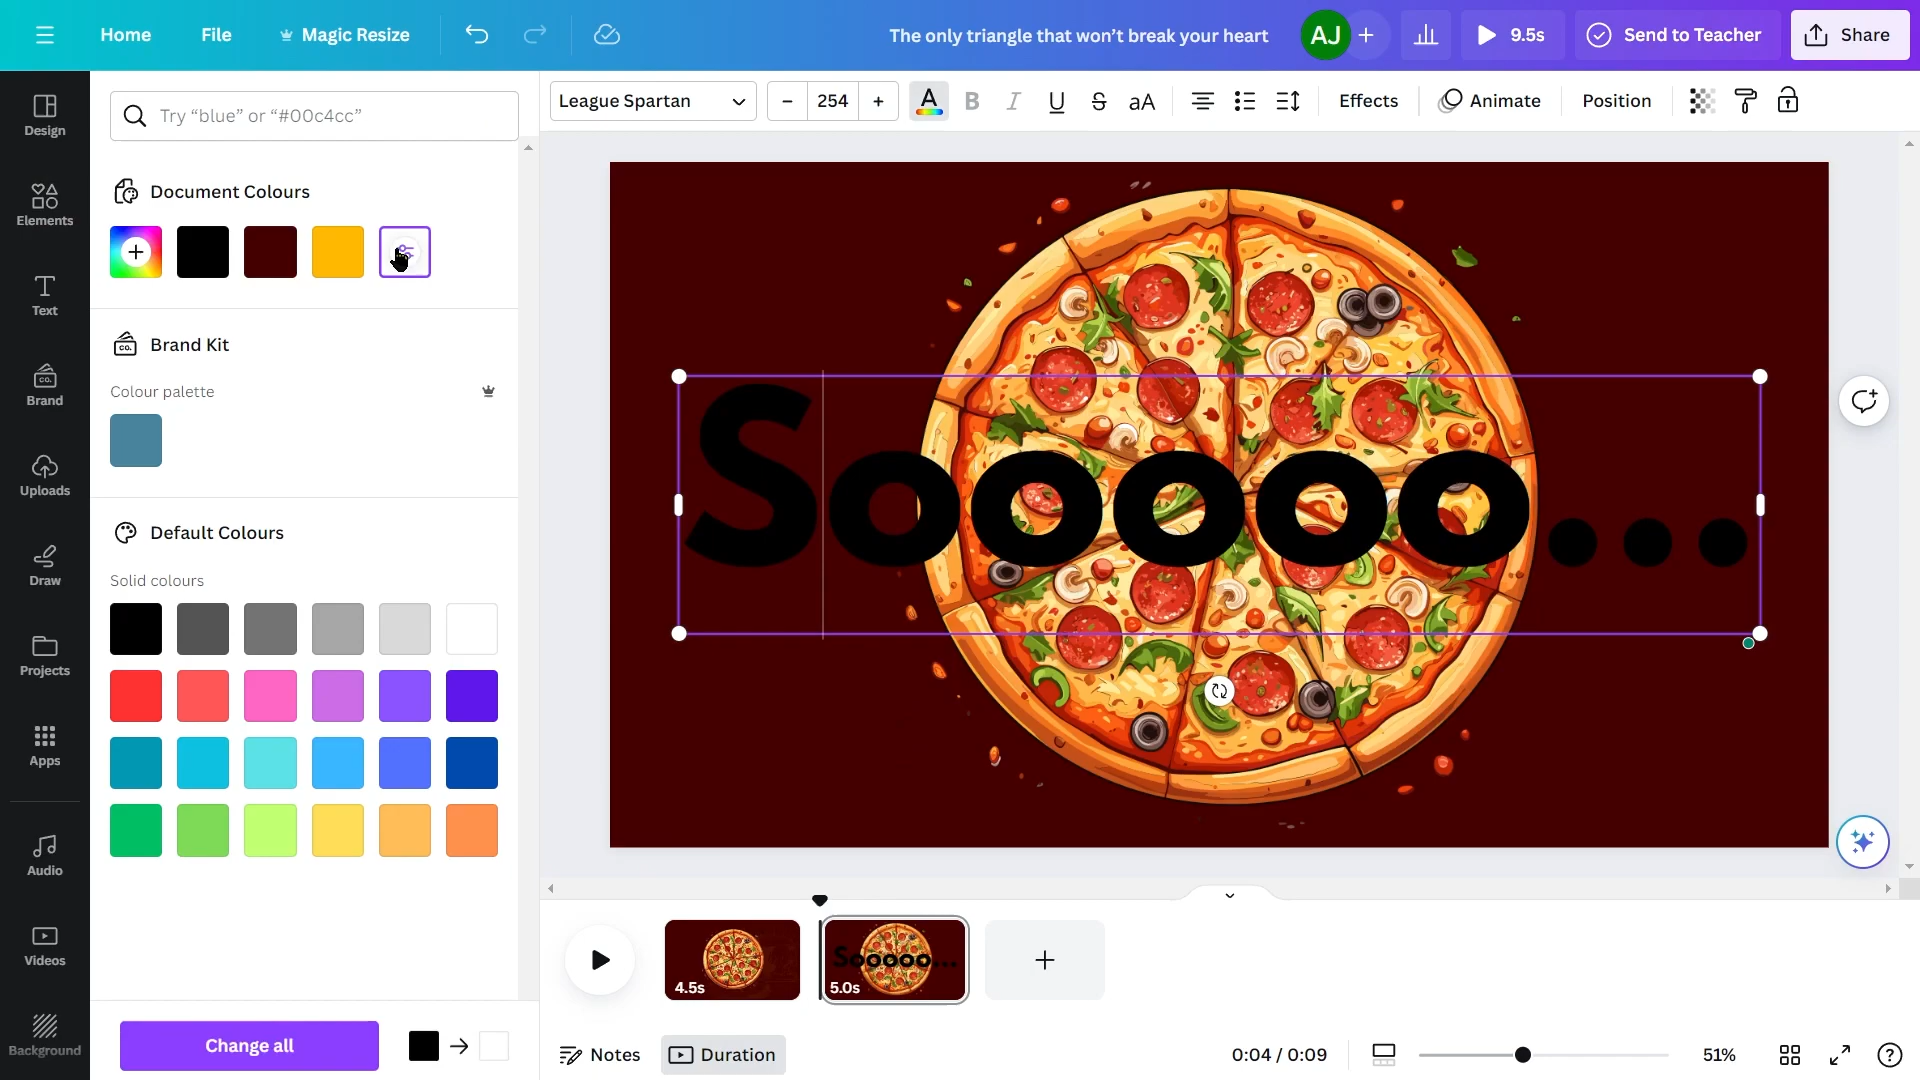 Home
File
Magic Resize
The only triangle that won't break your heart
AJ
9.5s
Send to Teacher
Share
Design
Elements
Text
Brand
Uploads
Draw
Projects
Apps
Audio
Videos
Background
Try “blue” or “#00c4cc”
Document Colours
Brand Kit
Colour palette
Default Colours
Solid colours
Change all
League Spartan
254
A
B
I
U
S
aA
Effects
Animate
Position
Sooooo...
4.5s
Sooooo...
5.0s
Notes
Duration
0:04 / 0:09
51%